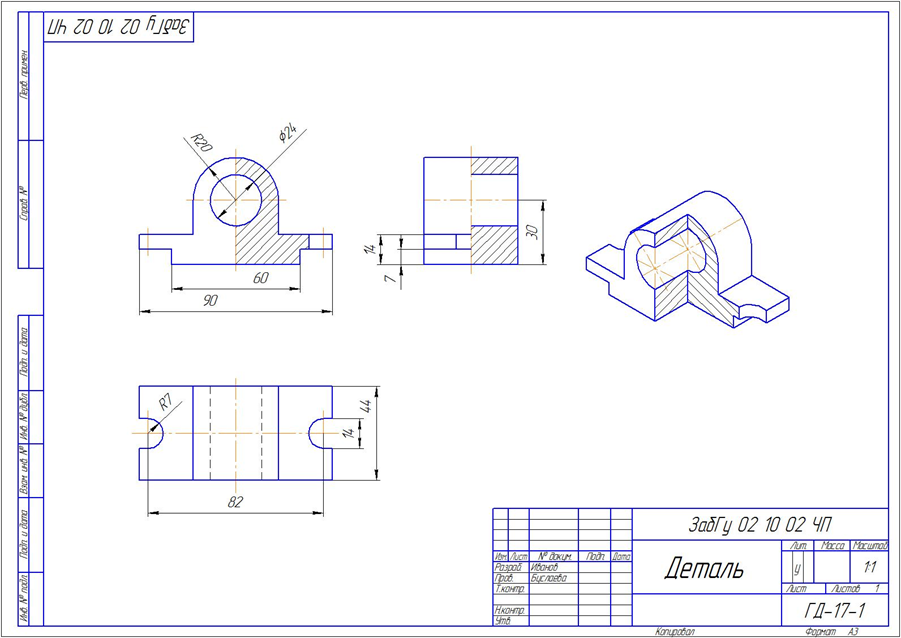 ЗабГу 02 10 02 ЧП
Перв. примен.
Справ. №
Подп. и дата
Инв. № дубл.
Взам. инв. №
Подп. и дата
Инв. № подл.
R20
⌀24
14
7
30
60
90
R7
14
44
82
ЗабГу 02 10 02 ЧП
Изм. Лист № докум. Подп. Дата
Разраб. Иванов
Пров. Буслаева
Т.контр.
Н.контр.
Утв.
Деталь
Лит. Масса Масштаб
у 1:1
Лист Листов 1
ГД-17-1
Копировал Формат А3